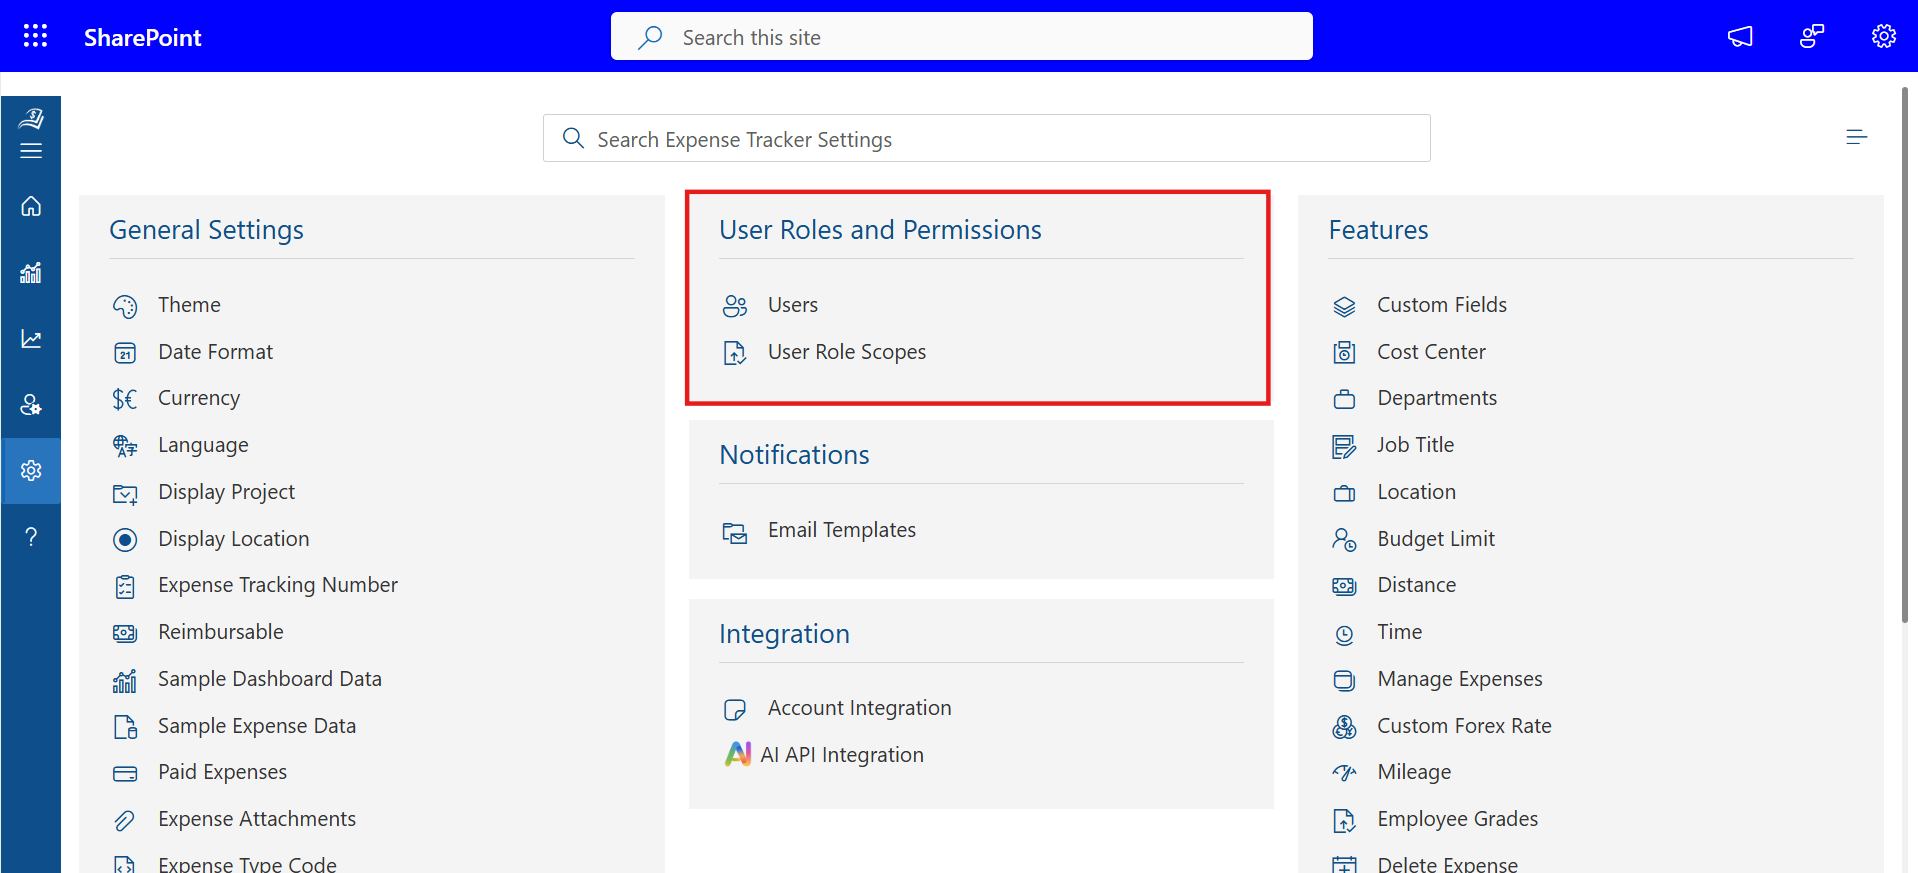 SharePoint
Search this site
Search Expense Tracker Settings
General Settings
Theme
Date Format
Currency
Language
Display Project
Display Location
Expense Tracking Number
Reimbursable
Sample Dashboard Data
Sample Expense Data
Paid Expenses
Expense Attachments
Expense Type Code
User Roles and Permissions
Users
User Role Scopes
Notifications
Email Templates
Integration
Account Integration
AI API Integration
Features
Custom Fields
Cost Center
Departments
Job Title
Location
Budget Limit
Distance
Time
Manage Expenses
Custom Forex Rate
Mileage
Employee Grades
Delete Expense